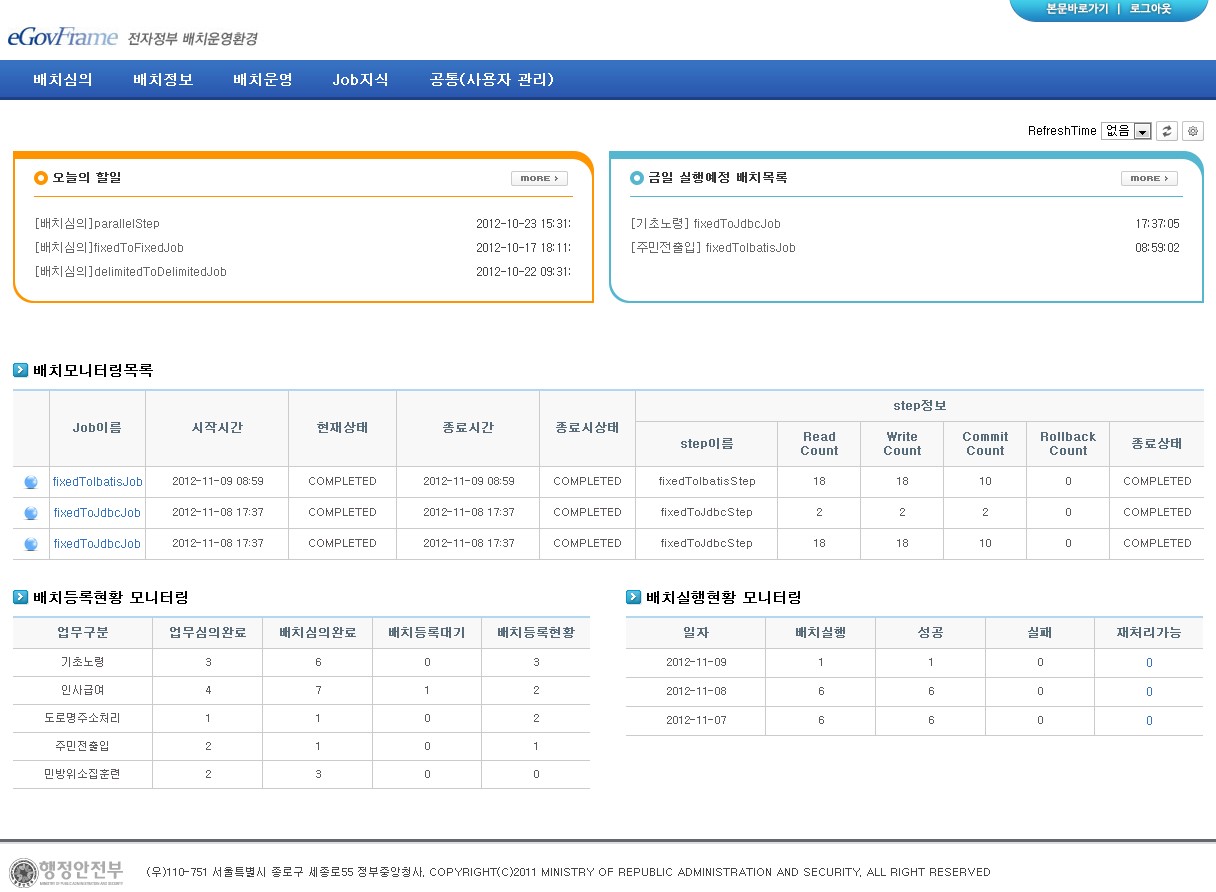 본문바로가기 | 로그아웃
eGovFrame 전자정부 배치운영환경
배치심의 배치정보 배치운영 Job지식 공통(사용자 관리)
RefreshTime 없음
오늘의 할일 MORE
[배치심의]parallelStep 2012-10-23 15:31:
[배치심의]fixedToFixedJob 2012-10-17 18:11:
[배치심의]delimitedToDelimitedJob 2012-10-22 09:31:
금일 실행예정 배치목록 MORE
[기초노령] fixedToJdbcJob 17:37:05
[주민전출입] fixedToIbatisJob 08:59:02
배치모니터링목록
Job이름 시작시간 현재상태 종료시간 종료시상태 step정보
step이름 Read Count Write Count Commit Count Rollback Count 종료상태
fixedToIbatisJob 2012-11-09 08:59 COMPLETED 2012-11-09 08:59 COMPLETED fixedToIbatisStep 18 18 10 0 COMPLETED
fixedToJdbcJob 2012-11-08 17:37 COMPLETED 2012-11-08 17:37 COMPLETED fixedToJdbcStep 2 2 2 0 COMPLETED
fixedToJdbcJob 2012-11-08 17:37 COMPLETED 2012-11-08 17:37 COMPLETED fixedToJdbcStep 18 18 10 0 COMPLETED
배치등록현황 모니터링
업무구분 업무심의완료 배치심의완료 배치등록대기 배치등록현황
기초노령 3 6 0 3
인사급여 4 7 1 2
도로명주소처리 1 1 0 2
주민전출입 2 1 0 1
민방위소집훈련 2 3 0 0
배치실행현황 모니터링
일자 배치실행 성공 실패 재처리가능
2012-11-09 1 1 0 0
2012-11-08 6 6 0 0
2012-11-07 6 6 0 0
행정안전부
(우)110-751 서울특별시 종로구 세종로55 정부중앙청사, COPYRIGHT(C)2011 MINISTRY OF REPUBLIC ADMINISTRATION AND SECURITY, ALL RIGHT RESERVED